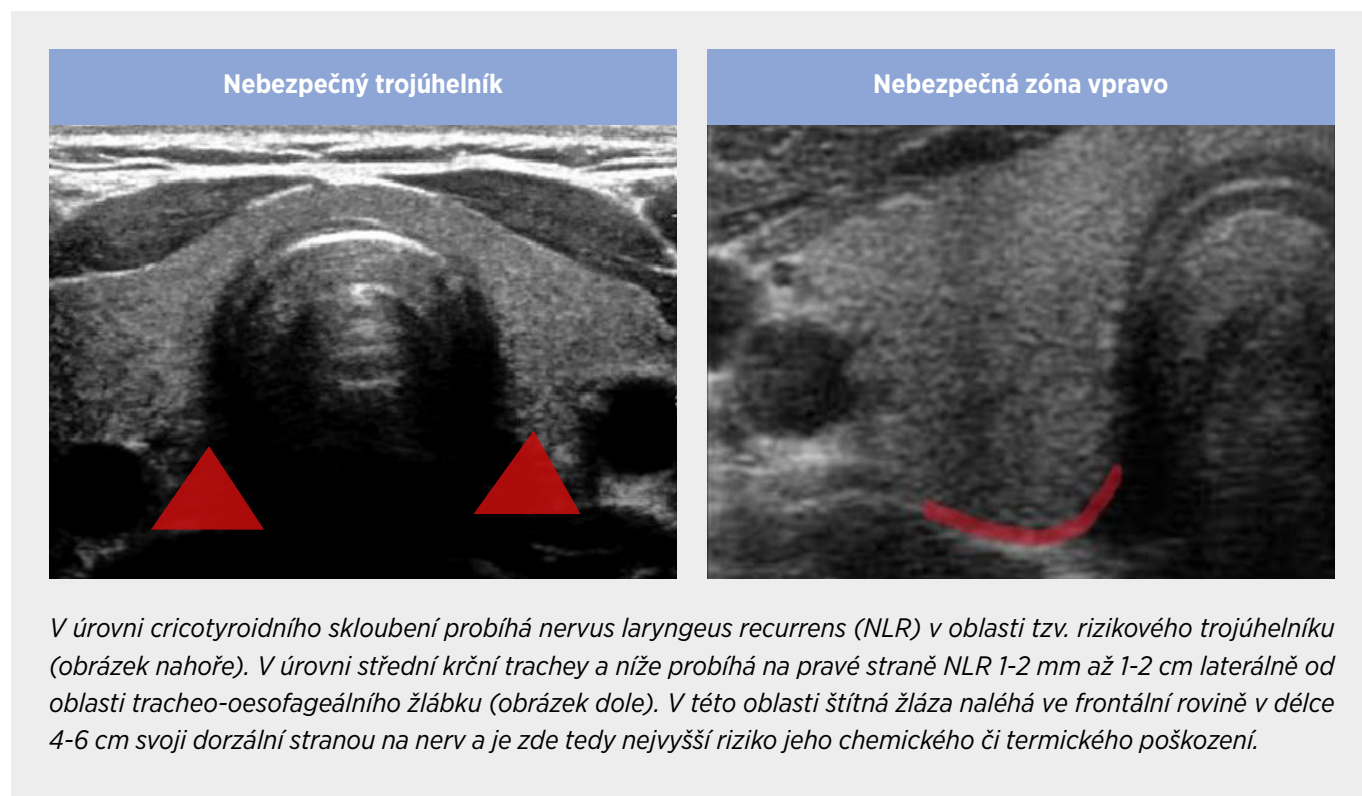 Nebezpečný trojúhelník
Nebezpečná zóna vpravo
V úrovni cricotyroidního skloubení probíhá nervus laryngeus recurrens (NLR) v oblasti tzv. rizikového trojúhelníku
(obrázek nahoře). V úrovni střední krční trachey a níže probíhá na pravé straně NLR 1-2 mm až 1-2 cm laterálně od
oblasti tracheo-oesofageálního žlábku (obrázek dole). V této oblasti štítná žláza naléhá ve frontální rovině v délce
4-6 cm svoji dorzální stranou na nerv a je zde tedy nejvyšší riziko jeho chemického či termického poškození.